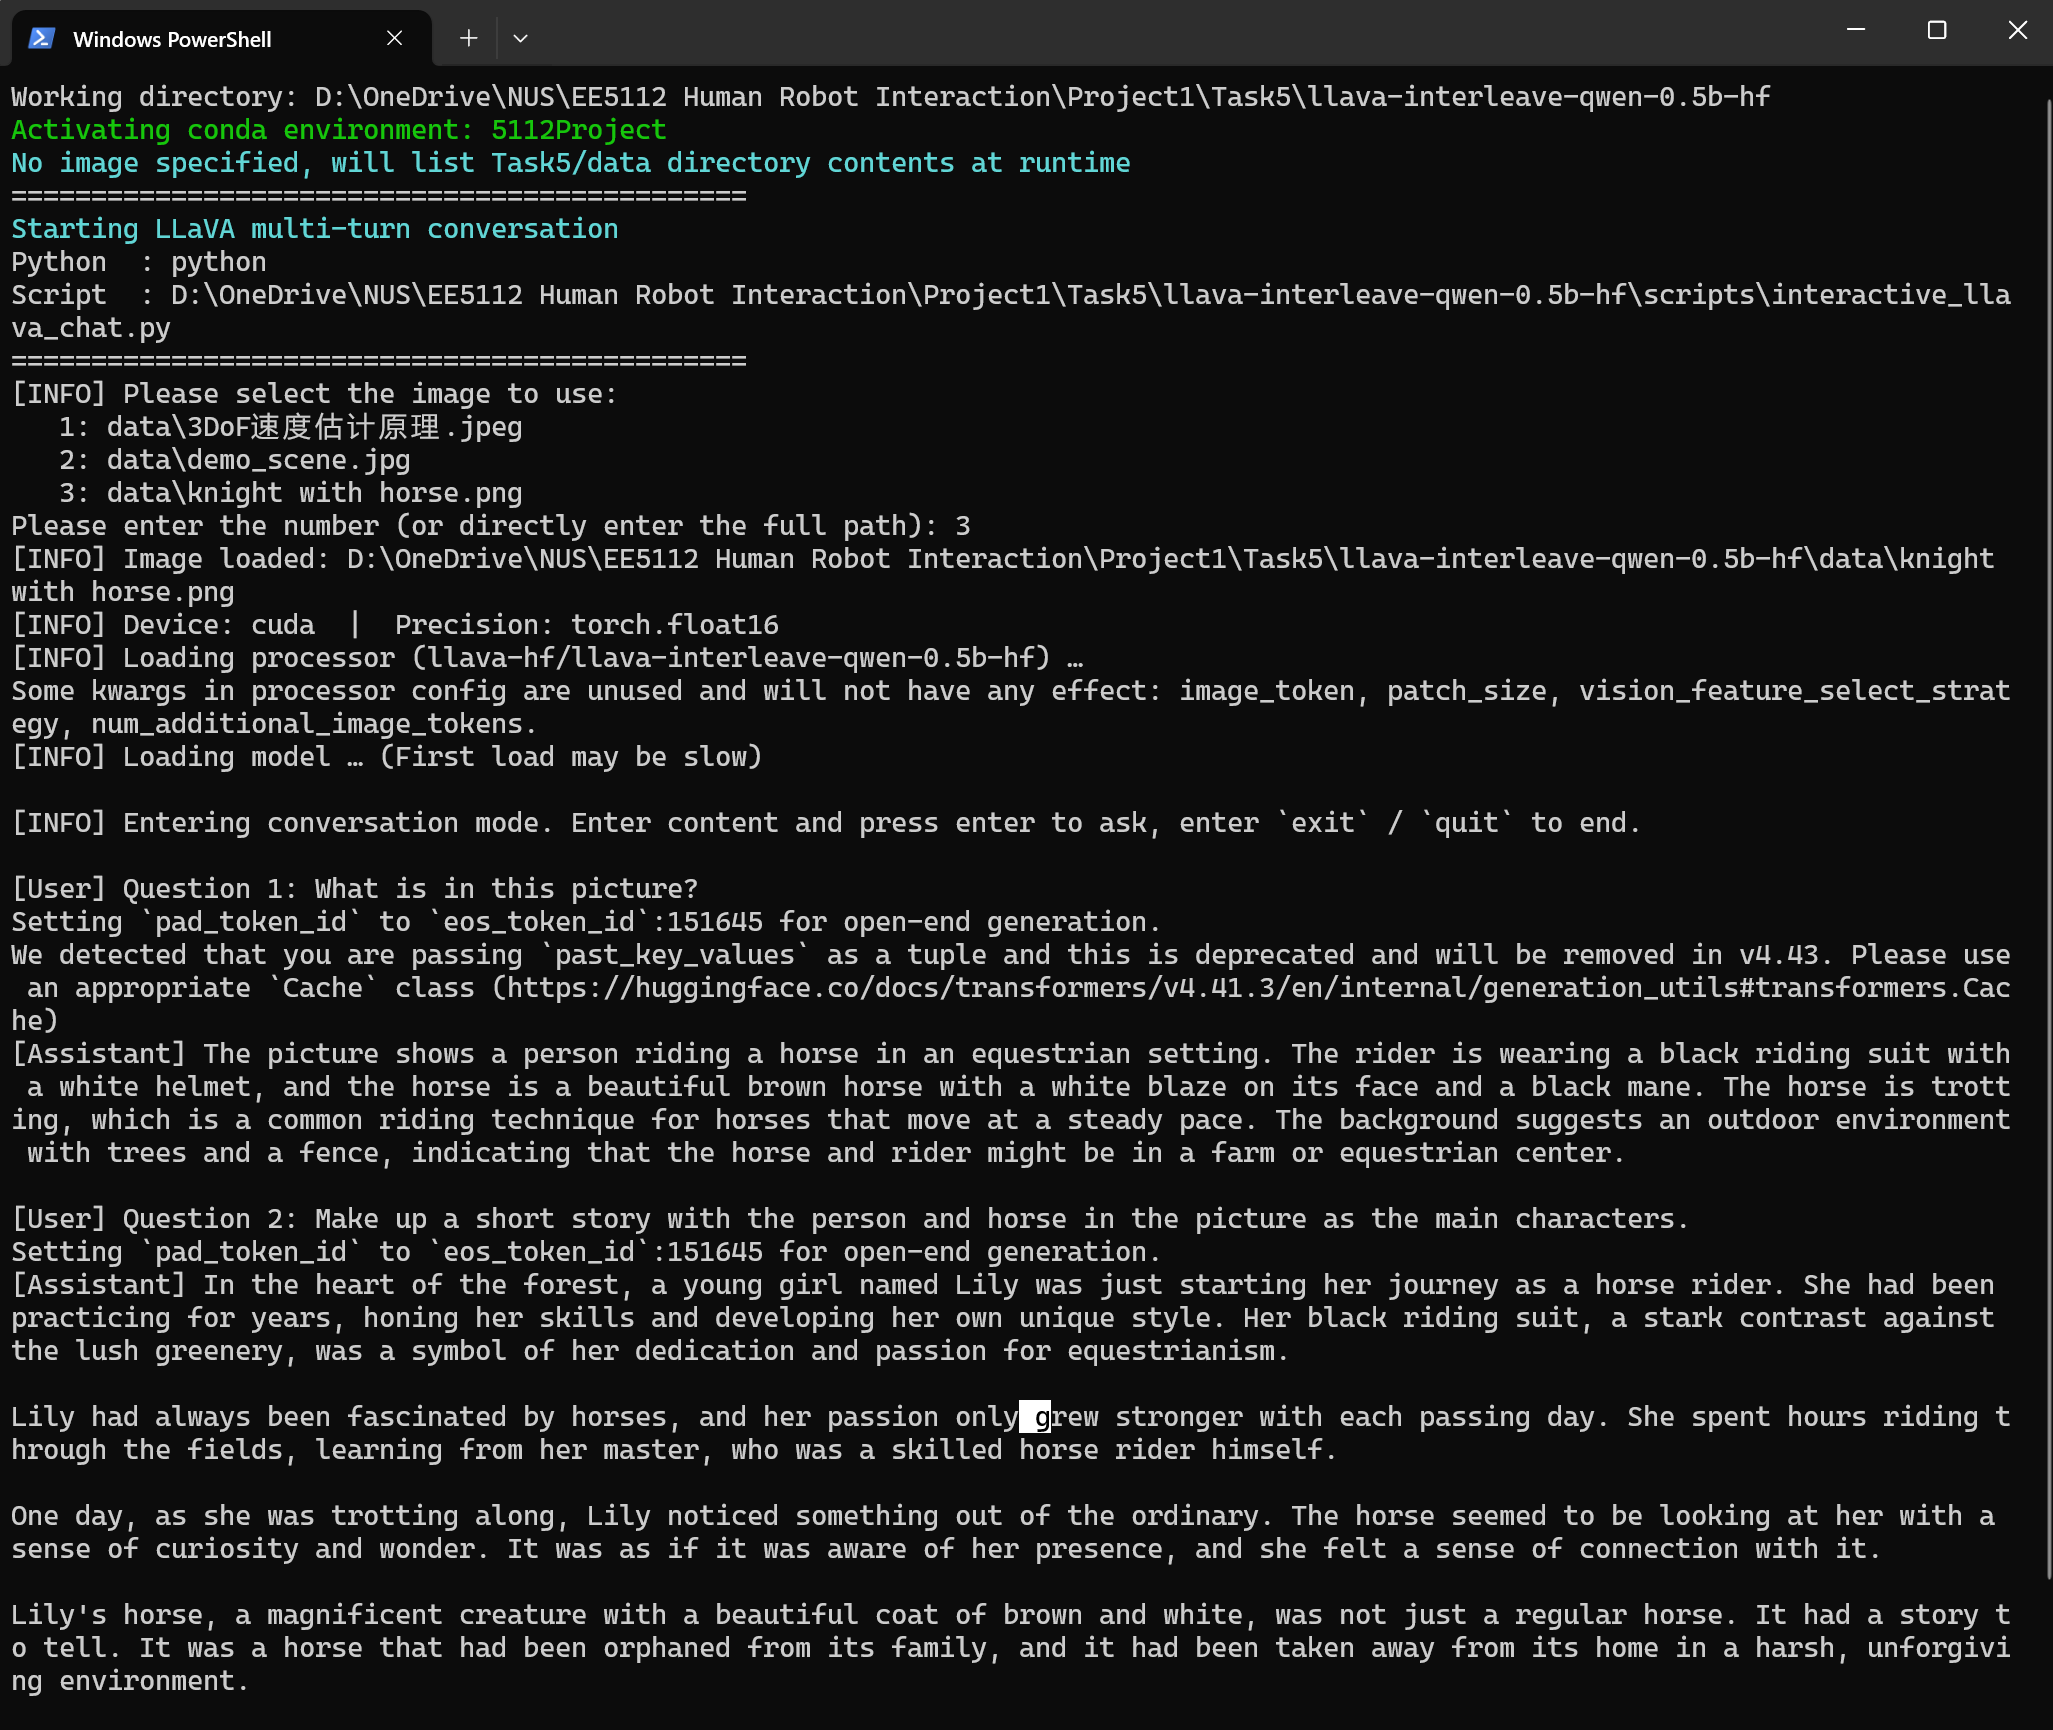 Windows PowerShell
Working directory: D:\OneDrive\NUS\EE5112 Human Robot Interaction\Project1\Task5\llava-interleave-qwen-0.5b-hf
Activating conda environment: 5112Project
No image specified, will list Task5/data directory contents at runtime
==============================================
Starting LLaVA multi-turn conversation
Python  : python
Script  : D:\OneDrive\NUS\EE5112 Human Robot Interaction\Project1\Task5\llava-interleave-qwen-0.5b-hf\scripts\interactive_lla
va_chat.py
==============================================
[INFO] Please select the image to use:
   1: data\3DoF速度估计原理.jpeg
   2: data\demo_scene.jpg
   3: data\knight with horse.png
Please enter the number (or directly enter the full path): 3
[INFO] Image loaded: D:\OneDrive\NUS\EE5112 Human Robot Interaction\Project1\Task5\llava-interleave-qwen-0.5b-hf\data\knight
with horse.png
[INFO] Device: cuda  |  Precision: torch.float16
[INFO] Loading processor (llava-hf/llava-interleave-qwen-0.5b-hf) …
Some kwargs in processor config are unused and will not have any effect: image_token, patch_size, vision_feature_select_strat
egy, num_additional_image_tokens.
[INFO] Loading model … (First load may be slow)
[INFO] Entering conversation mode. Enter content and press enter to ask, enter `exit` / `quit` to end.
[User] Question 1: What is in this picture?
Setting `pad_token_id` to `eos_token_id`:151645 for open-end generation.
We detected that you are passing `past_key_values` as a tuple and this is deprecated and will be removed in v4.43. Please use
 an appropriate `Cache` class (https://huggingface.co/docs/transformers/v4.41.3/en/internal/generation_utils#transformers.Cac
he)
[Assistant] The picture shows a person riding a horse in an equestrian setting. The rider is wearing a black riding suit with
 a white helmet, and the horse is a beautiful brown horse with a white blaze on its face and a black mane. The horse is trott
ing, which is a common riding technique for horses that move at a steady pace. The background suggests an outdoor environment
 with trees and a fence, indicating that the horse and rider might be in a farm or equestrian center.
[User] Question 2: Make up a short story with the person and horse in the picture as the main characters.
Setting `pad_token_id` to `eos_token_id`:151645 for open-end generation.
[Assistant] In the heart of the forest, a young girl named Lily was just starting her journey as a horse rider. She had been
practicing for years, honing her skills and developing her own unique style. Her black riding suit, a stark contrast against
the lush greenery, was a symbol of her dedication and passion for equestrianism.
Lily had always been fascinated by horses, and her passion only grew stronger with each passing day. She spent hours riding t
hrough the fields, learning from her master, who was a skilled horse rider himself.
One day, as she was trotting along, Lily noticed something out of the ordinary. The horse seemed to be looking at her with a
sense of curiosity and wonder. It was as if it was aware of her presence, and she felt a sense of connection with it.
Lily's horse, a magnificent creature with a beautiful coat of brown and white, was not just a regular horse. It had a story t
o tell. It was a horse that had been orphaned from its family, and it had been taken away from its home in a harsh, unforgivi
ng environment.